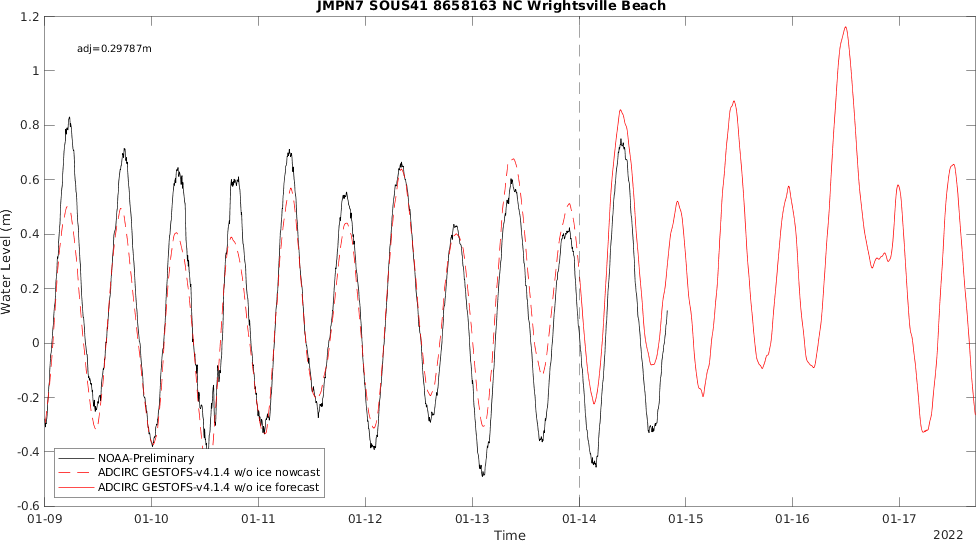 JMPN7 SOUS41 8658163 NC Wrightsville Beach
adj=0.29787m
1.2
1
0.8
0.6
0.4
0.2
0
-0.2
-0.4
-0.6
Water Level (m)
NOAA-Preliminary
ADCIRC GESTOFS-v4.1.4 w/o ice nowcast
ADCIRC GESTOFS-v4.1.4 w/o ice forecast
01-09 01-10 01-11 01-12 01-13 01-14 01-15 01-16 01-17
Time
2022